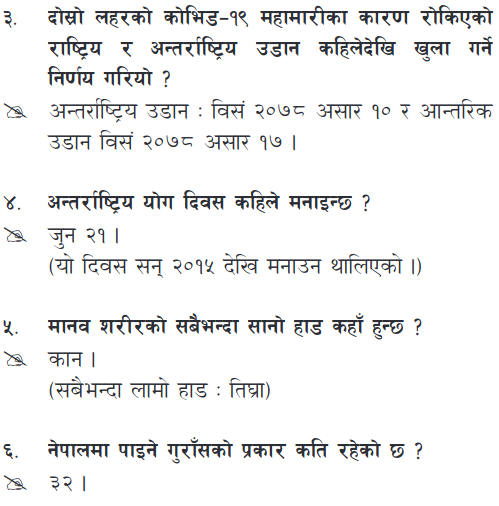 ३. दोस्रो लहरको कोभिड-१९ महामारीका कारण रोकिएको
राष्ट्रिय र अन्तर्राष्ट्रिय उडान कहिलेदेखि खुला गर्ने
निर्णय गरियो ?
अन्तर्राष्ट्रिय उडान : विसं २०७८ असार १० र आन्तरिक
उडान विसं २०७८ असार १७ ।
४. अन्तर्राष्ट्रिय योग दिवस कहिले मनाइन्छ ?
जुन २१ ।
(यो दिवस सन् २०१५ देखि मनाउन थालिएको ।)
५. मानव शरीरको सबैभन्दा सानो हाड कहाँ हुन्छ ?
कान ।
(सबैभन्दा लामो हाड : तिघ्रा)
६. नेपालमा पाइने गुराँसको प्रकार कति रहेको छ ?
३२ ।